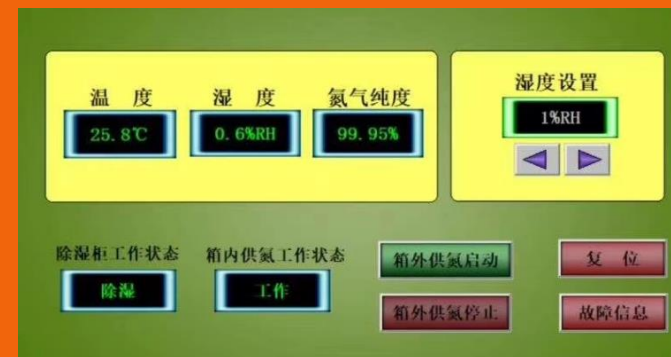 温 度
湿 度
氮气纯度
25.8℃
0.6%RH
99.95%
湿度设置
1%RH
除湿柜工作状态
箱内供氮工作状态
除湿
工作
箱外供氮启动
复 位
箱外供氮停止
故障信息